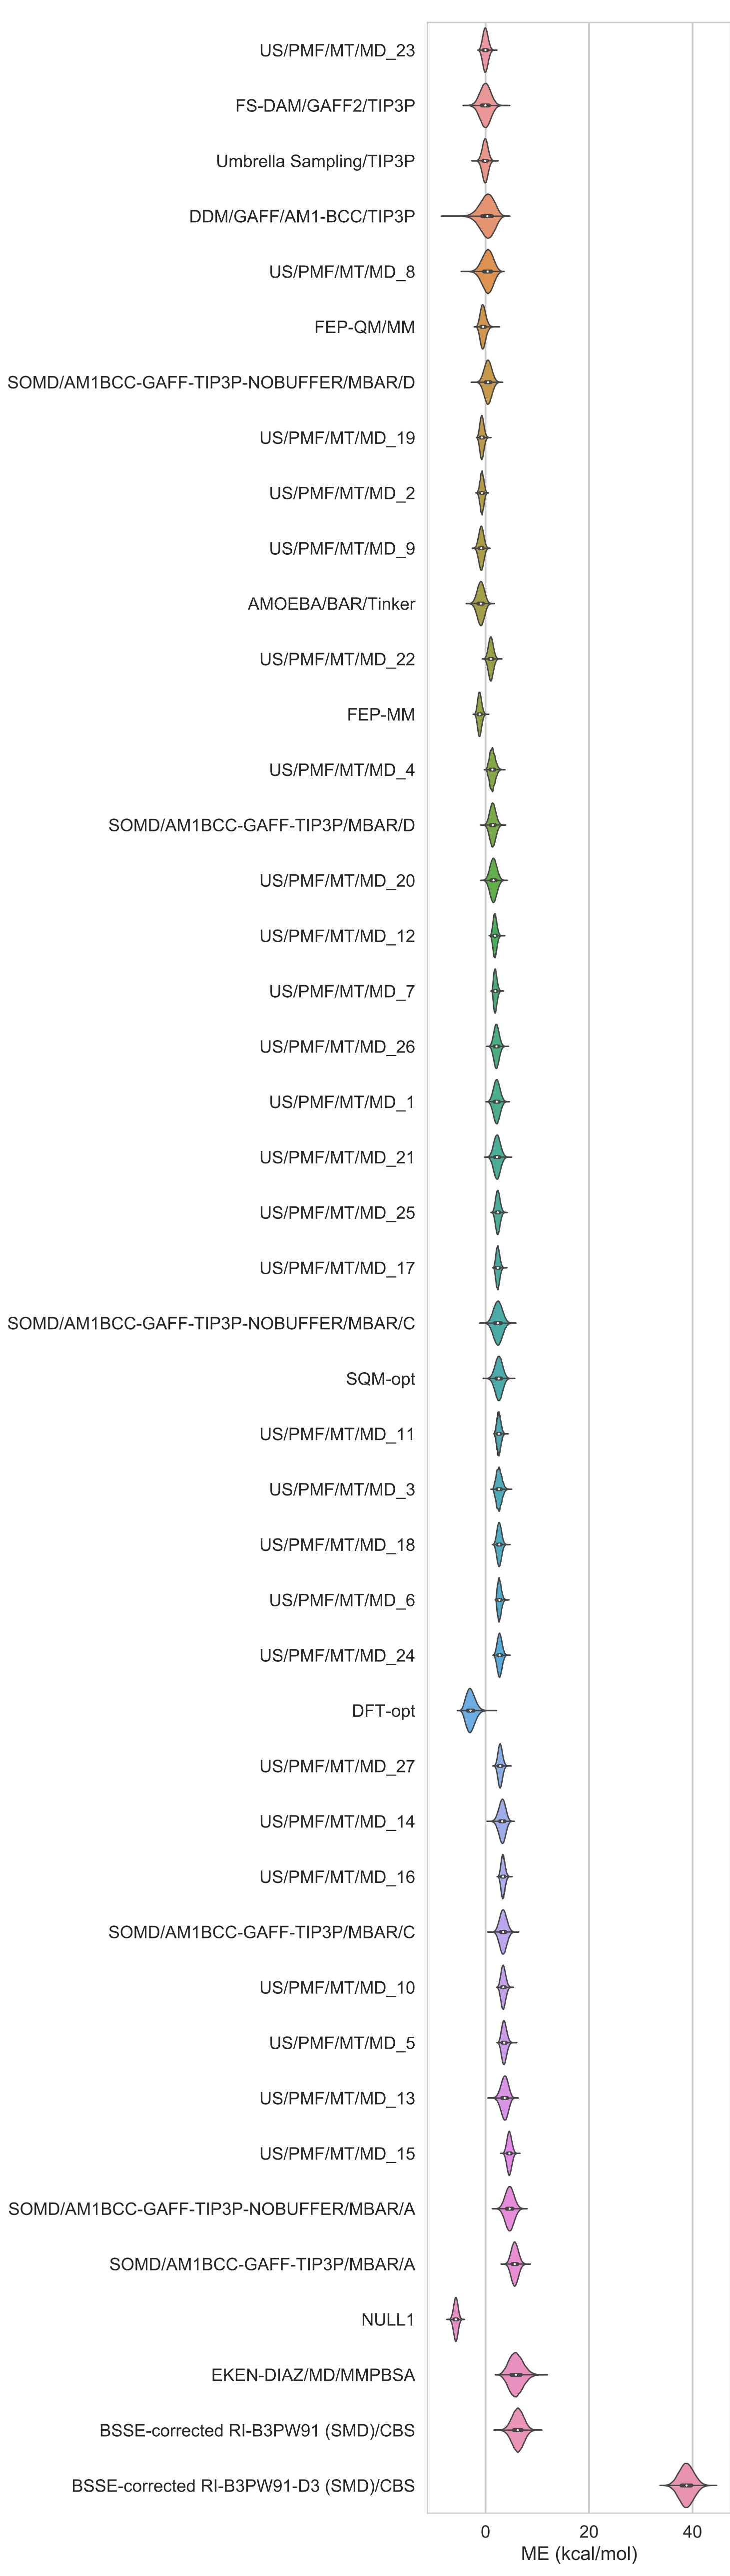 US/PMF/MT/MD_23
FS-DAM/GAFF2/TIP3P
Umbrella Sampling/TIP3P
DDM/GAFF/AM1-BCC/TIP3P
US/PMF/MT/MD_8
FEP-QM/MM
SOMD/AM1BCC-GAFF-TIP3P-NOBUFFER/MBAR/D
US/PMF/MT/MD_19
US/PMF/MT/MD_2
US/PMF/MT/MD_9
AMOEBA/BAR/Tinker
US/PMF/MT/MD_22
FEP-MM
US/PMF/MT/MD_4
SOMD/AM1BCC-GAFF-TIP3P/MBAR/D
US/PMF/MT/MD_20
US/PMF/MT/MD_12
US/PMF/MT/MD_7
US/PMF/MT/MD_26
US/PMF/MT/MD_1
US/PMF/MT/MD_21
US/PMF/MT/MD_25
US/PMF/MT/MD_17
SOMD/AM1BCC-GAFF-TIP3P-NOBUFFER/MBAR/C
SQM-opt
US/PMF/MT/MD_11
US/PMF/MT/MD_3
US/PMF/MT/MD_18
US/PMF/MT/MD_6
US/PMF/MT/MD_24
DFT-opt
US/PMF/MT/MD_27
US/PMF/MT/MD_14
US/PMF/MT/MD_16
SOMD/AM1BCC-GAFF-TIP3P/MBAR/C
US/PMF/MT/MD_10
US/PMF/MT/MD_5
US/PMF/MT/MD_13
US/PMF/MT/MD_15
SOMD/AM1BCC-GAFF-TIP3P-NOBUFFER/MBAR/A
SOMD/AM1BCC-GAFF-TIP3P/MBAR/A
NULL1
EKEN-DIAZ/MD/MMPBSA
BSSE-corrected RI-B3PW91 (SMD)/CBS
BSSE-corrected RI-B3PW91-D3 (SMD)/CBS
0 20 40
ME (kcal/mol)